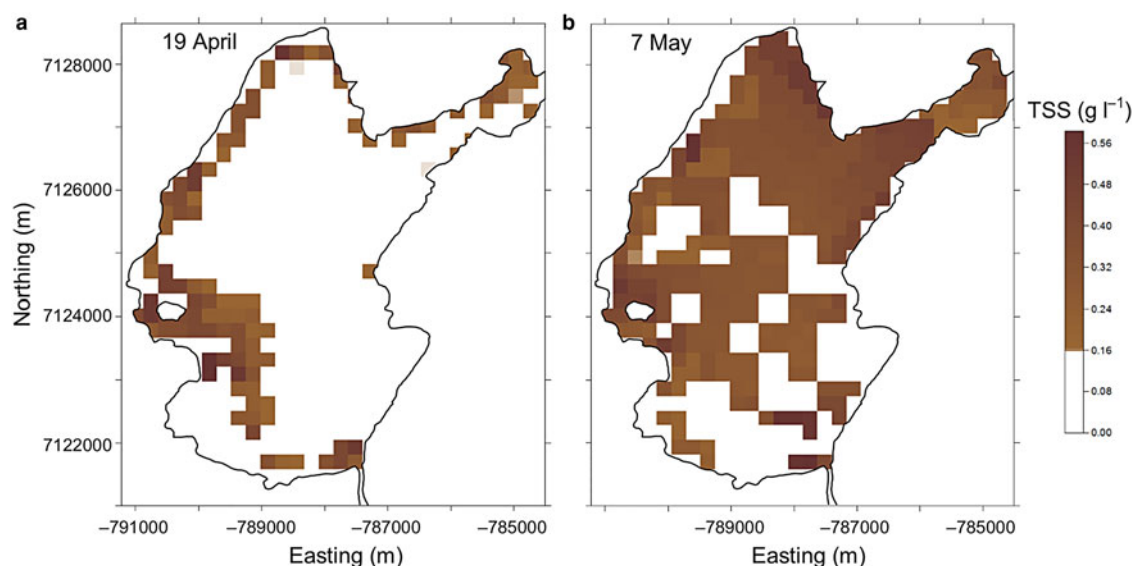 a
19 April
b
7 May
TSS (g l⁻¹)
0.56
0.48
0.40
0.32
0.24
0.16
0.08
0.00
Northing (m)
7128000
7126000
7124000
7122000
−791000 −789000 −787000 −785000
−789000 −787000 −785000
Easting (m)
Easting (m)